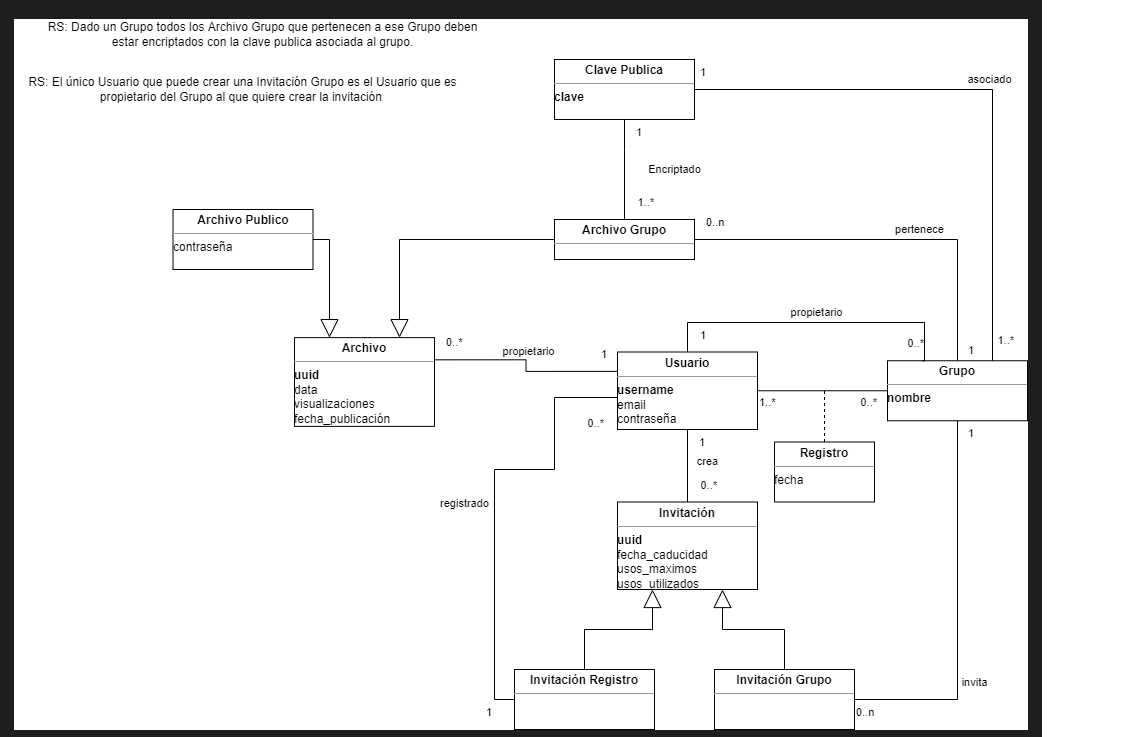 RS: Dado un Grupo todos los Archivo Grupo que pertenecen a ese Grupo deben
estar encriptados con la clave publica asociada al grupo.
RS: El único Usuario que puede crear una Invitación Grupo es el Usuario que es
propietario del Grupo al que quiere crear la invitación
Clave Publica
clave
1
asociado
1
Encriptado
1..*
Archivo Publico
contraseña
Archivo Grupo
0..n
pertenece
propietario
Archivo
uuid
data
visualizaciones
fecha_publicación
0..*
propietario
1
1
0..*
1
1..*
Usuario
username
email
contraseña
Grupo
nombre
1..*
0..*
0..*
1
crea
0..*
1
Registro
fecha
registrado
Invitación
uuid
fecha_caducidad
usos_maximos
usos_utilizados
Invitación Registro
Invitación Grupo
invita
1
0..n